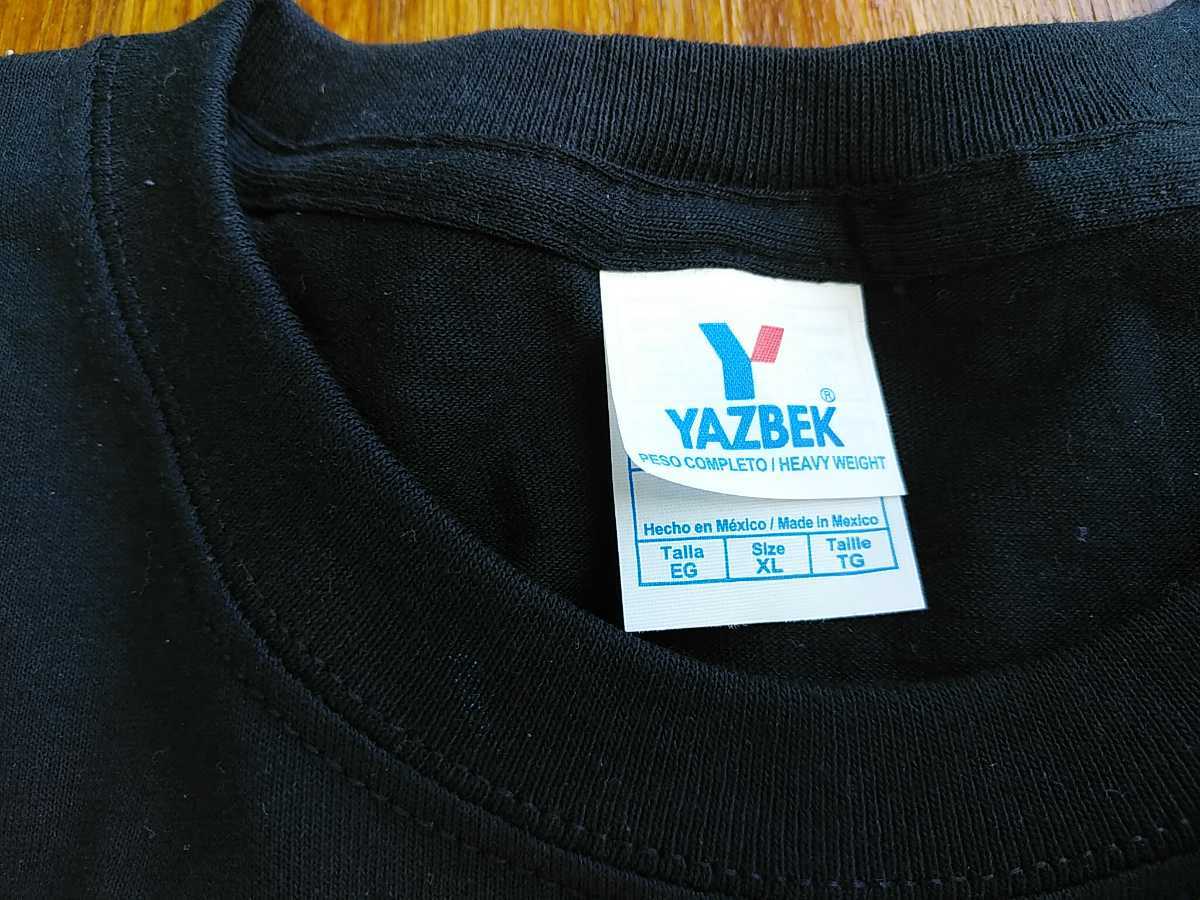 Y
YAZBEK®
PESO COMPLETO / HEAVY WEIGHT
Hecho en México / Made in Mexico
Talla Size Taille
EG XL TG